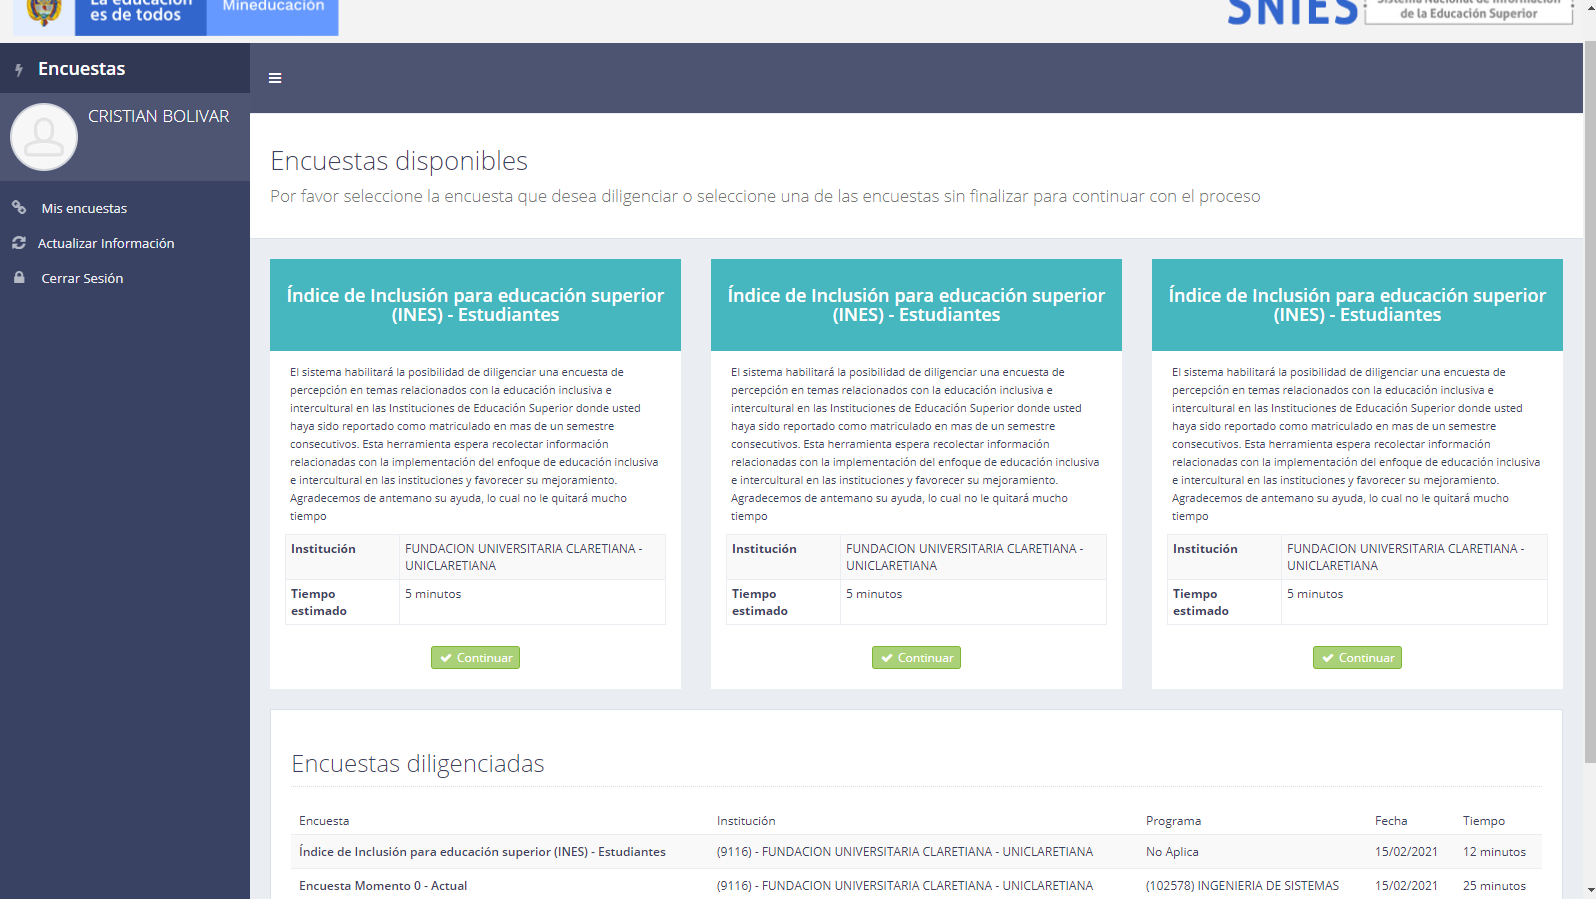 La educación
es de todos
Mineducación
SNIES
Sistema Nacional de Información
de la Educación Superior
Encuestas
CRISTIAN BOLIVAR
Mis encuestas
Actualizar Información
Cerrar Sesión
Encuestas disponibles
Por favor seleccione la encuesta que desea diligenciar o seleccione una de las encuestas sin finalizar para continuar con el proceso
Índice de Inclusión para educación superior
(INES) - Estudiantes
El sistema habilitará la posibilidad de diligenciar una encuesta de
percepción en temas relacionados con la educación inclusiva e
intercultural en las Instituciones de Educación Superior donde usted
haya sido reportado como matriculado en mas de un semestre
consecutivos. Esta herramienta espera recolectar información
relacionadas con la implementación del enfoque de educación inclusiva
e intercultural en las instituciones y favorecer su mejoramiento.
Agradecemos de antemano su ayuda, lo cual no le quitará mucho
tiempo
Institución FUNDACION UNIVERSITARIA CLARETIANA -
UNICLARETIANA
Tiempo 5 minutos
estimado
Continuar
Índice de Inclusión para educación superior
(INES) - Estudiantes
El sistema habilitará la posibilidad de diligenciar una encuesta de
percepción en temas relacionados con la educación inclusiva e
intercultural en las Instituciones de Educación Superior donde usted
haya sido reportado como matriculado en mas de un semestre
consecutivos. Esta herramienta espera recolectar información
relacionadas con la implementación del enfoque de educación inclusiva
e intercultural en las instituciones y favorecer su mejoramiento.
Agradecemos de antemano su ayuda, lo cual no le quitará mucho
tiempo
Institución FUNDACION UNIVERSITARIA CLARETIANA -
UNICLARETIANA
Tiempo 5 minutos
estimado
Continuar
Índice de Inclusión para educación superior
(INES) - Estudiantes
El sistema habilitará la posibilidad de diligenciar una encuesta de
percepción en temas relacionados con la educación inclusiva e
intercultural en las Instituciones de Educación Superior donde usted
haya sido reportado como matriculado en mas de un semestre
consecutivos. Esta herramienta espera recolectar información
relacionadas con la implementación del enfoque de educación inclusiva
e intercultural en las instituciones y favorecer su mejoramiento.
Agradecemos de antemano su ayuda, lo cual no le quitará mucho
tiempo
Institución FUNDACION UNIVERSITARIA CLARETIANA -
UNICLARETIANA
Tiempo 5 minutos
estimado
Continuar
Encuestas diligenciadas
Encuesta Institución Programa Fecha Tiempo
Índice de Inclusión para educación superior (INES) - Estudiantes (9116) - FUNDACION UNIVERSITARIA CLARETIANA - UNICLARETIANA No Aplica 15/02/2021 12 minutos
Encuesta Momento 0 - Actual (9116) - FUNDACION UNIVERSITARIA CLARETIANA - UNICLARETIANA (102578) INGENIERIA DE SISTEMAS 15/02/2021 25 minutos